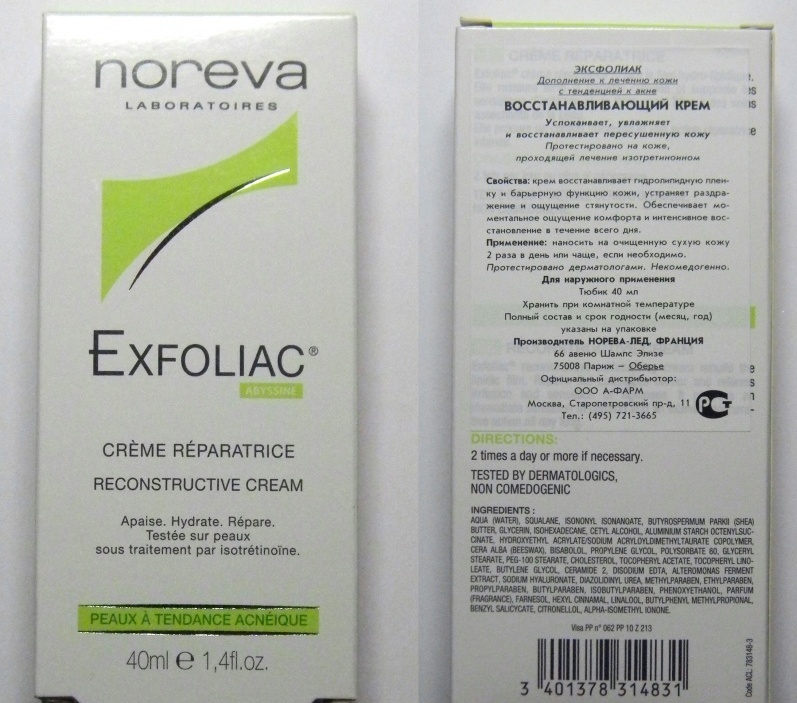 noreva
LABORATOIRES
EXFOLIAC®
ABYSSINE
CRÈME RÉPARATRICE
RECONSTRUCTIVE CREAM
Apaise. Hydrate. Répare.
Testée sur peaux
sous traitement par isotrétinoïne.
PEAUX À TENDANCE ACNÉIQUE
40ml e 1,4fl.oz.
ЭКСФОЛИАК
Дополнение к лечению кожи
с тенденцией к акне
ВОССТАНАВЛИВАЮЩИЙ КРЕМ
Успокаивает, увлажняет
и восстанавливает пересушенную кожу
Протестировано на коже,
проходящей лечение изотретиноином
Свойства: крем восстанавливает гидролипидную плен-
ку и барьерную функцию кожи, устраняет раздра-
жение и ощущение стянутости. Обеспечивает мо-
ментальное ощущение комфорта и интенсивное вос-
становление в течение всего дня.
Применение: наносить на очищенную сухую кожу
2 раза в день или чаще, если необходимо.
Протестировано дерматологами. Некомедогенно.
Для наружного применения
Тюбик 40 мл
Хранить при комнатной температуре
Полный состав и срок годности (месяц, год)
указаны на упаковке
Производитель НОРЕВА-ЛЕД, ФРАНЦИЯ
66 авеню Шампс Элизе
75008 Париж – Оберье
Официальный дистрибьютор:
ООО А-ФАРМ
Москва, Старопетровский пр-д, 11
Тел.: (495) 721-3665
DIRECTIONS:
2 times a day or more if necessary.
TESTED BY DERMATOLOGICS,
NON COMEDOGENIC
INGREDIENTS :
AQUA (WATER), SQUALANE, ISONONYL ISONANOATE, BUTYROSPERMUM PARKII (SHEA)
BUTTER, GLYCERIN, ISOHEXADECANE, CETYL ALCOHOL, ALUMINIUM STARCH OCTENYLSUC-
CINATE, HYDROXYETHYL ACRYLATE/SODIUM ACRYLOYLDIMETHYLTAURATE COPOLYMER,
CERA ALBA (BEESWAX), BISABOLOL, PROPYLENE GLYCOL, POLYSORBATE 60, GLYCERYL
STEARATE, PEG-100 STEARATE, CHOLESTEROL, TOCOPHERYL ACETATE, TOCOPHERYL LINO-
LEATE, BUTYLENE GLYCOL, CERAMIDE 2, DISODIUM EDTA, ALTEROMONAS FERMENT
EXTRACT, SODIUM HYALURONATE, DIAZOLIDINYL UREA, METHYLPARABEN, ETHYLPARABEN,
PROPYLPARABEN, BUTYLPARABEN, ISOBUTYLPARABEN, PHENOXYETHANOL, PARFUM
(FRAGRANCE), FARNESOL, HEXYL CINNAMAL, LINALOOL, BUTYLPHENYL METHYLPROPIONAL,
BENZYL SALICYCATE, CITRONELLOL, ALPHA-ISOMETHYL IONONE.
Visa PP n° 062 PP 10 Z 213
3 401378 314831
Code ACL: 783148-3